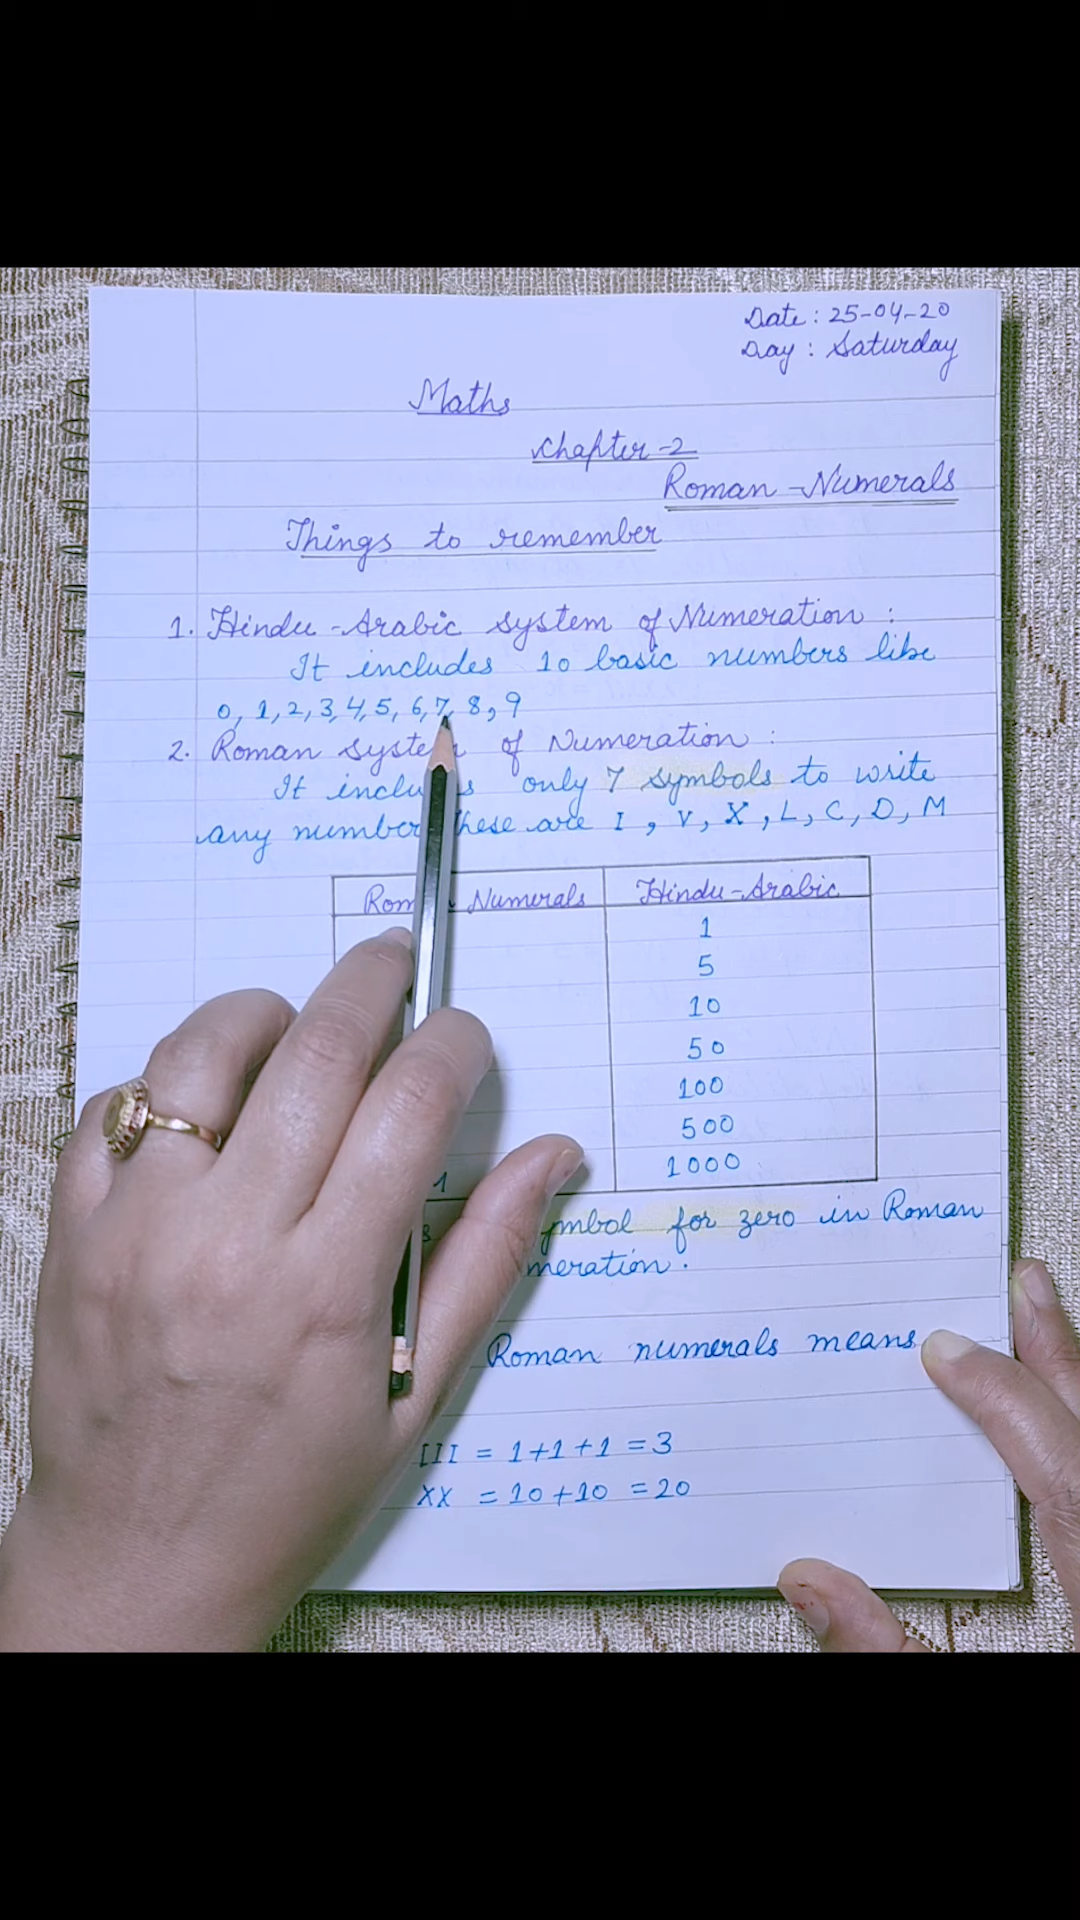 Date : 25-04-20
Day : Saturday
Maths
Chapter-2
Roman-Numerals
Things to remember
1. Hindu-Arabic System of Numeration :
It includes 10 basic numbers like
0, 1, 2, 3, 4, 5, 6, 7, 8, 9
2. Roman System of Numeration :
It includes only 7 symbols to write
any number these are I, V, X, L, C, D, M
Numerals Hindu-Arabic
1
5
10
50
100
500
1000
for zero in Roman
Roman numerals means
III = 1+1+1 = 3
XX = 10+10 = 20